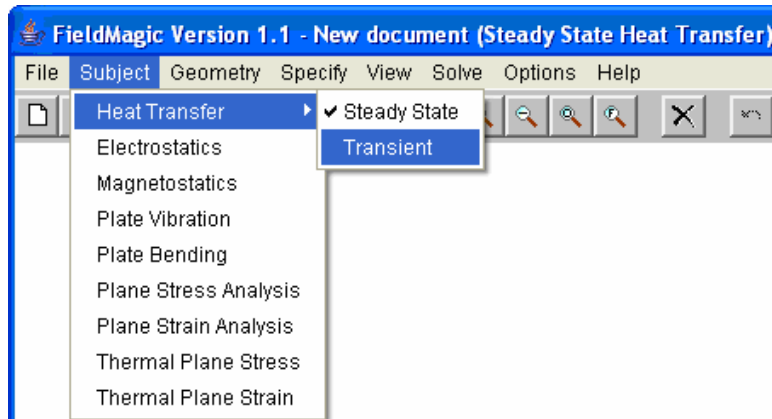 FieldMagic Version 1.1 - New document (Steady State Heat Transfer)
File Subject Geometry Specify View Solve Options Help
Heat Transfer
✔ Steady State
Transient
Electrostatics
Magnetostatics
Plate Vibration
Plate Bending
Plane Stress Analysis
Plane Strain Analysis
Thermal Plane Stress
Thermal Plane Strain